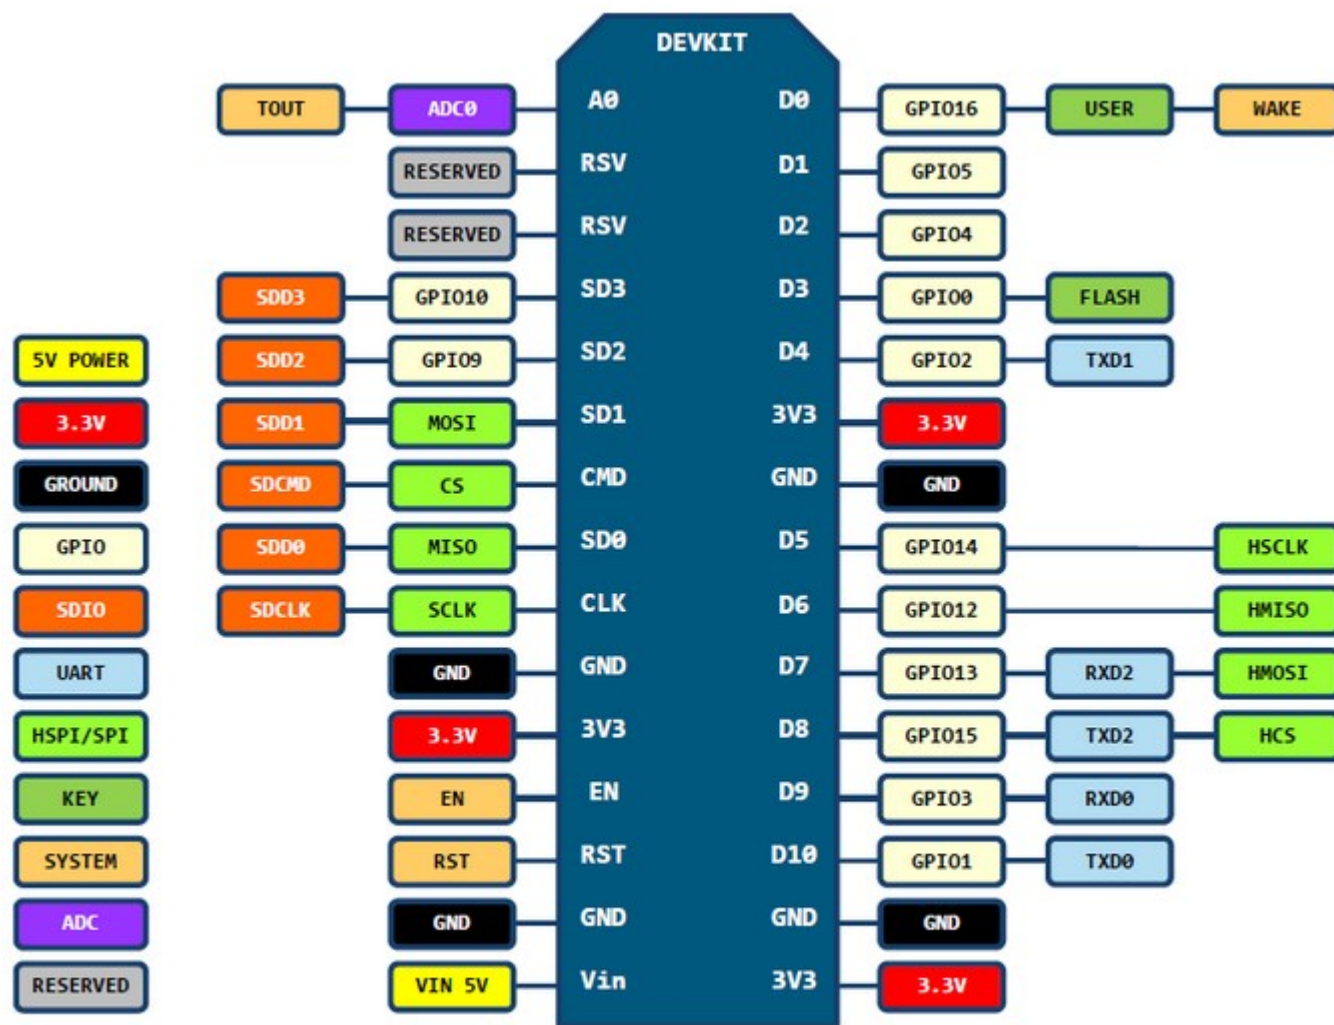 DEVKIT
TOUT ADC0 A0 D0 GPIO16 USER WAKE
RESERVED RSV D1 GPIO5
RESERVED RSV D2 GPIO4
SDD3 GPIO10 SD3 D3 GPIO0 FLASH
5V POWER SDD2 GPIO9 SD2 D4 GPIO2 TXD1
3.3V SDD1 MOSI SD1 3V3 3.3V
GROUND SDCMD CS CMD GND GND
GPIO SDD0 MISO SD0 D5 GPIO14 HSCLK
SDIO SDCLK SCLK CLK D6 GPIO12 HMISO
UART GND GND D7 GPIO13 RXD2 HMOSI
HSPI/SPI 3.3V 3V3 D8 GPIO15 TXD2 HCS
KEY EN EN D9 GPIO3 RXD0
SYSTEM RST RST D10 GPIO1 TXD0
ADC GND GND GND GND
RESERVED VIN 5V Vin 3V3 3.3V